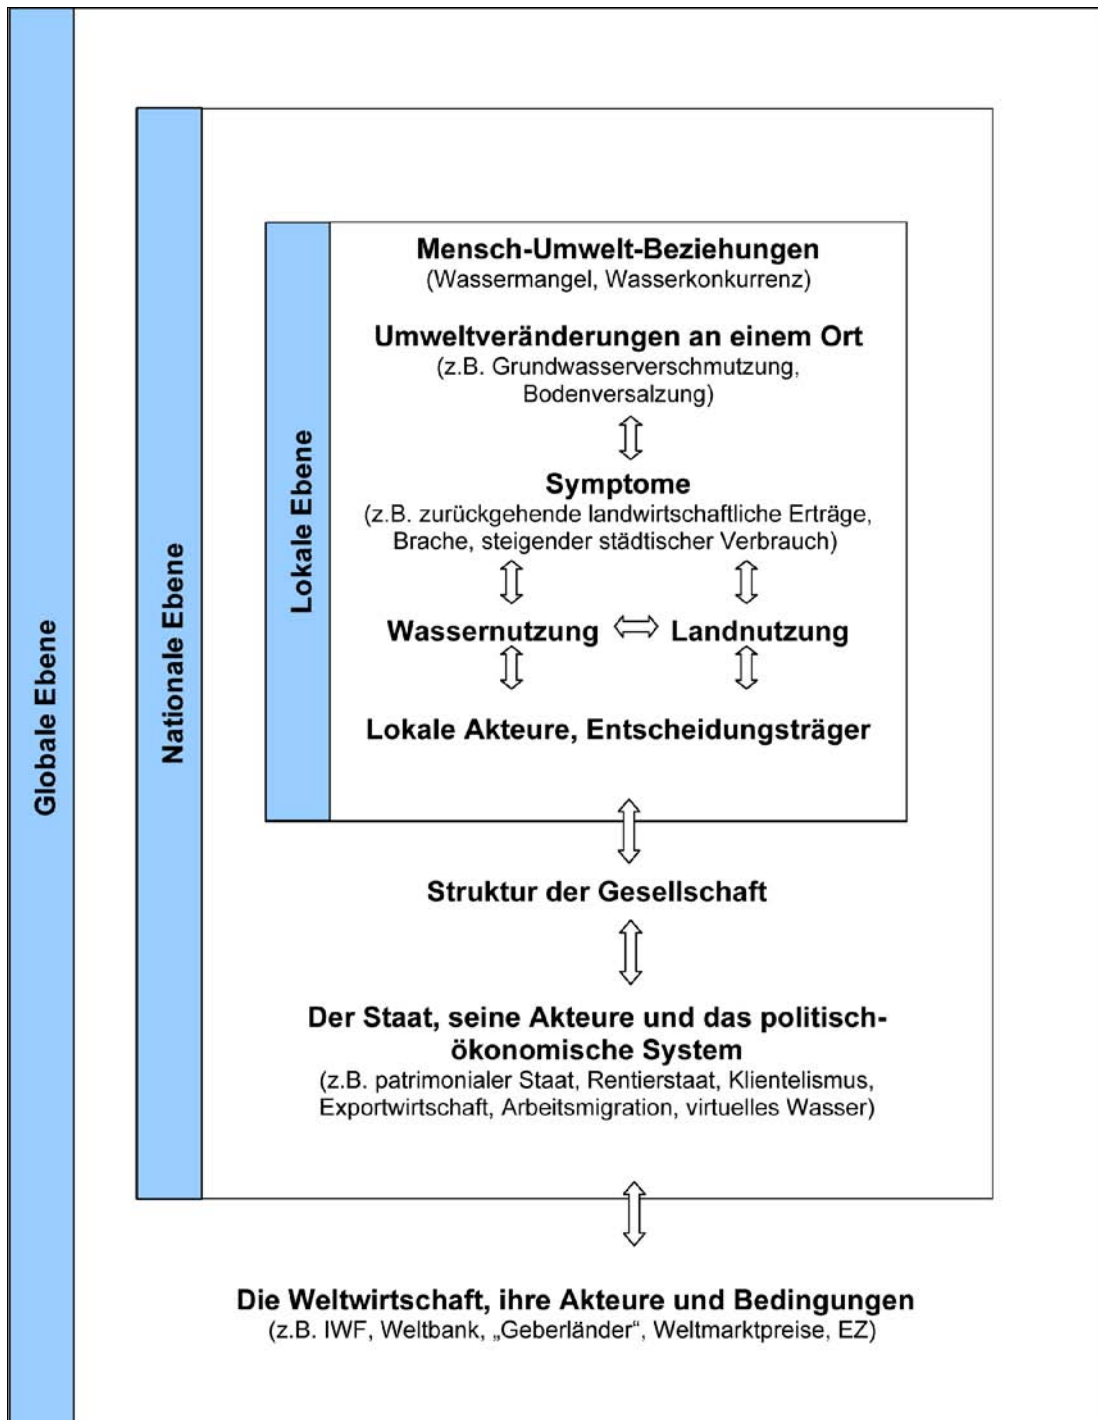 Globale Ebene
Nationale Ebene
Lokale Ebene
Mensch-Umwelt-Beziehungen
(Wassermangel, Wasserkonkurrenz)
Umweltveränderungen an einem Ort
(z.B. Grundwasserverschmutzung,
Bodenversalzung)
Symptome
(z.B. zurückgehende landwirtschaftliche Erträge,
Brache, steigender städtischer Verbrauch)
Wassernutzung
Landnutzung
Lokale Akteure, Entscheidungsträger
Struktur der Gesellschaft
Der Staat, seine Akteure und das politisch-
ökonomische System
(z.B. patrimonialer Staat, Rentierstaat, Klientelismus,
Exportwirtschaft, Arbeitsmigration, virtuelles Wasser)
Die Weltwirtschaft, ihre Akteure und Bedingungen
(z.B. IWF, Weltbank, „Geberländer“, Weltmarktpreise, EZ)